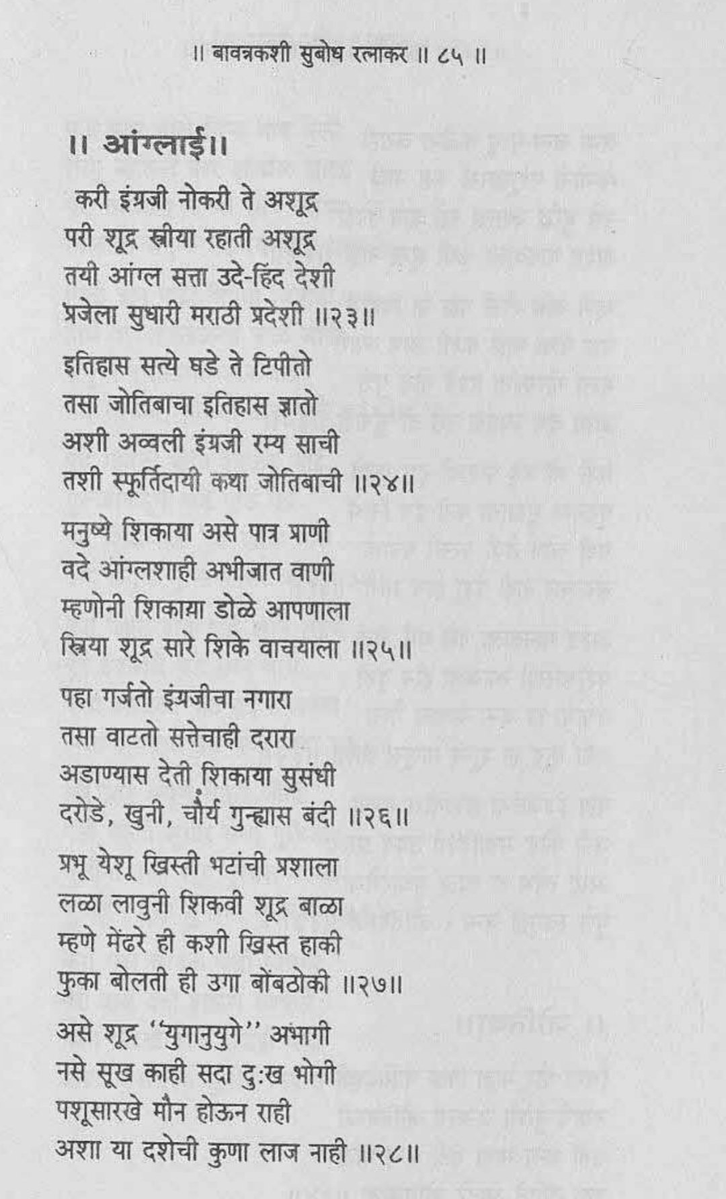 ॥ बावन्नकशी सुबोध रत्नाकर ॥ ८५ ॥
॥ आंग्लाई॥
करी इंग्रजी नोकरी ते अशूद्र
परी शूद्र स्त्रीया रहाती अशूद्र
तयी आंग्ल सत्ता उदे-हिंद देशी
प्रजेला सुधारी मराठी प्रदेशी ॥२३॥
इतिहास सत्ये घडे ते टिपीतो
तसा जोतिबाचा इतिहास ज्ञातो
अशी अव्वली इंग्रजी रम्य साची
तशी स्फूर्तिदायी कथा जोतिबाची ॥२४॥
मनुष्ये शिकाया असे पात्र प्राणी
वदे आंग्लशाही अभीजात वाणी
म्हणोनी शिकाया डोळे आपणाला
स्त्रिया शूद्र सारे शिके वाचयाला ॥२५॥
पहा गर्जतो इंग्रजीचा नगारा
तसा वाटतो सत्तेचाही दरारा
अडाण्यास देती शिकाया सुसंधी
दरोडे, खुनी, चौर्य गुन्ह्यास बंदी ॥२६॥
प्रभू येशू ख्रिस्ती भटांची प्रशाला
लळा लावुनी शिकवी शूद्र बाळा
म्हणे मेंढरे ही कशी ख्रिस्त हाकी
फुका बोलती ही उगा बोंबठोकी ॥२७॥
असे शूद्र “युगानुयुगे” अभागी
नसे सूख काही सदा दुःख भोगी
पशूसारखे मौन होऊन राही
अशा या दशेची कुणा लाज नाही ॥२८॥